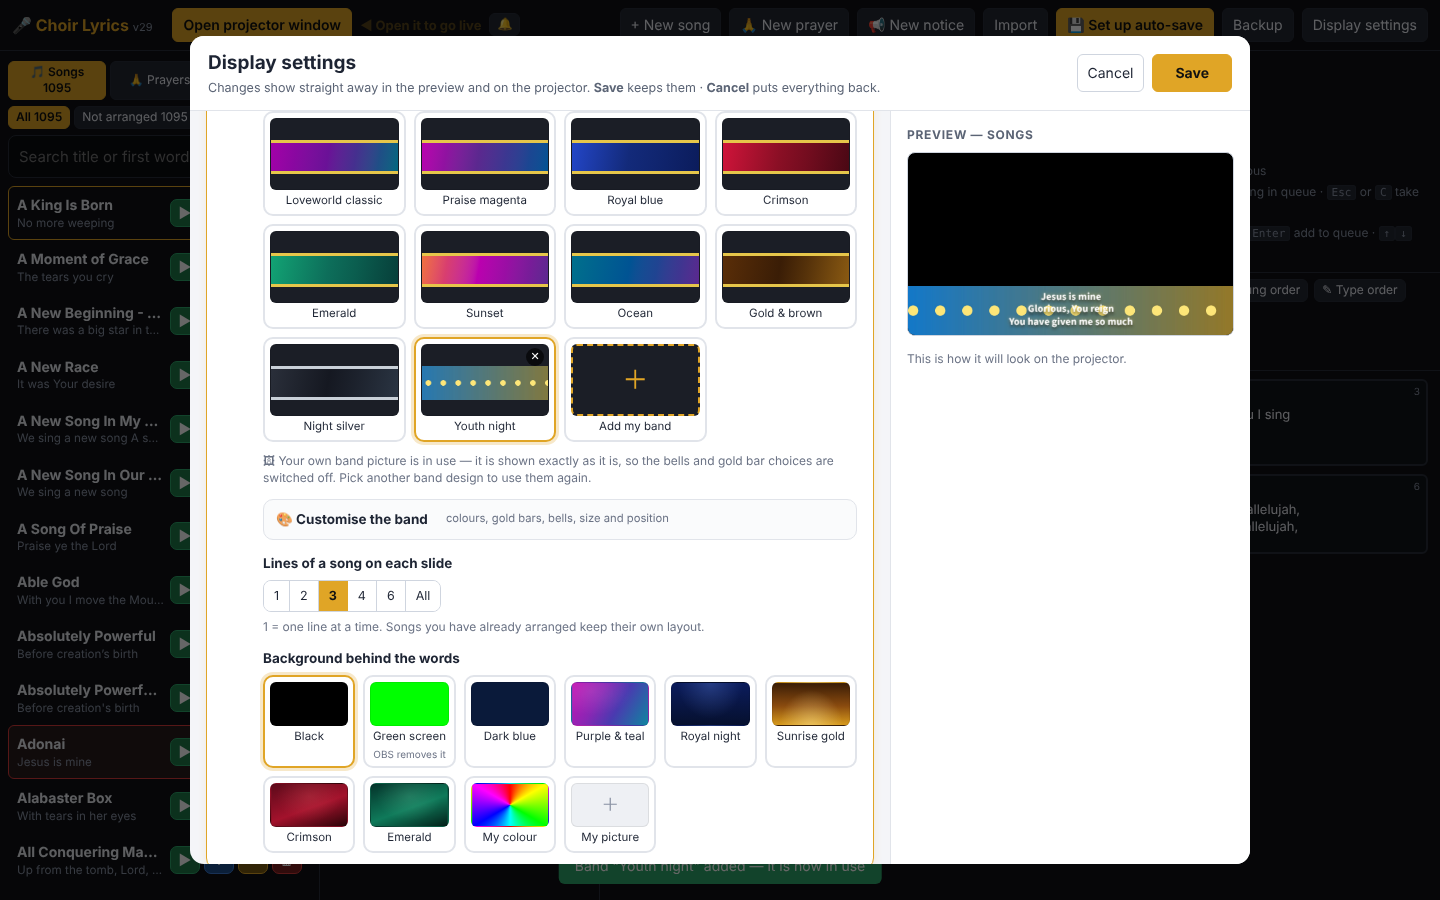 Choir Lyrics v29
Open projector window
◀ Open it to go live
+ New song
New prayer
New notice
Import
Set up auto-save
Backup
Display settings
Songs
1095
Prayers
All 1095
Not arranged 1095
Search title or first word
A King Is Born
No more weeping
A Moment of Grace
The tears you cry
A New Beginning - ...
There was a big star in t...
A New Race
It was Your desire
A New Song In My ...
We sing a new song A s...
A New Song In Our ...
We sing a new song
A Song Of Praise
Praise ye the Lord
Able God
With you I move the Mou...
Absolutely Powerful
Before creation's birth
Absolutely Powerf...
Before creation's birth
Adonai
Jesus is mine
Alabaster Box
With tears in her eyes
All Conquering Ma...
Up from the tomb, Lord, ...
Display settings
Changes show straight away in the preview and on the projector. Save keeps them · Cancel puts everything back.
Cancel
Save
Loveworld classic
Praise magenta
Royal blue
Crimson
Emerald
Sunset
Ocean
Gold & brown
Night silver
Youth night
Add my band
Your own band picture is in use — it is shown exactly as it is, so the bells and gold bar choices are
switched off. Pick another band design to use them again.
Customise the band
colours, gold bars, bells, size and position
Lines of a song on each slide
1 2 3 4 6 All
1 = one line at a time. Songs you have already arranged keep their own layout.
Background behind the words
Black
Green screen
OBS removes it
Dark blue
Purple & teal
Royal night
Sunrise gold
Crimson
Emerald
My colour
My picture
PREVIEW — SONGS
Jesus is mine
Glorious, You reign
You have given me so much
This is how it will look on the projector.
ous
ng in queue · Esc or C take
Enter add to queue · ↑ ↓
ng order
✎ Type order
3
u I sing
6
allelujah,
allelujah,
Band "Youth night" added — it is now in use